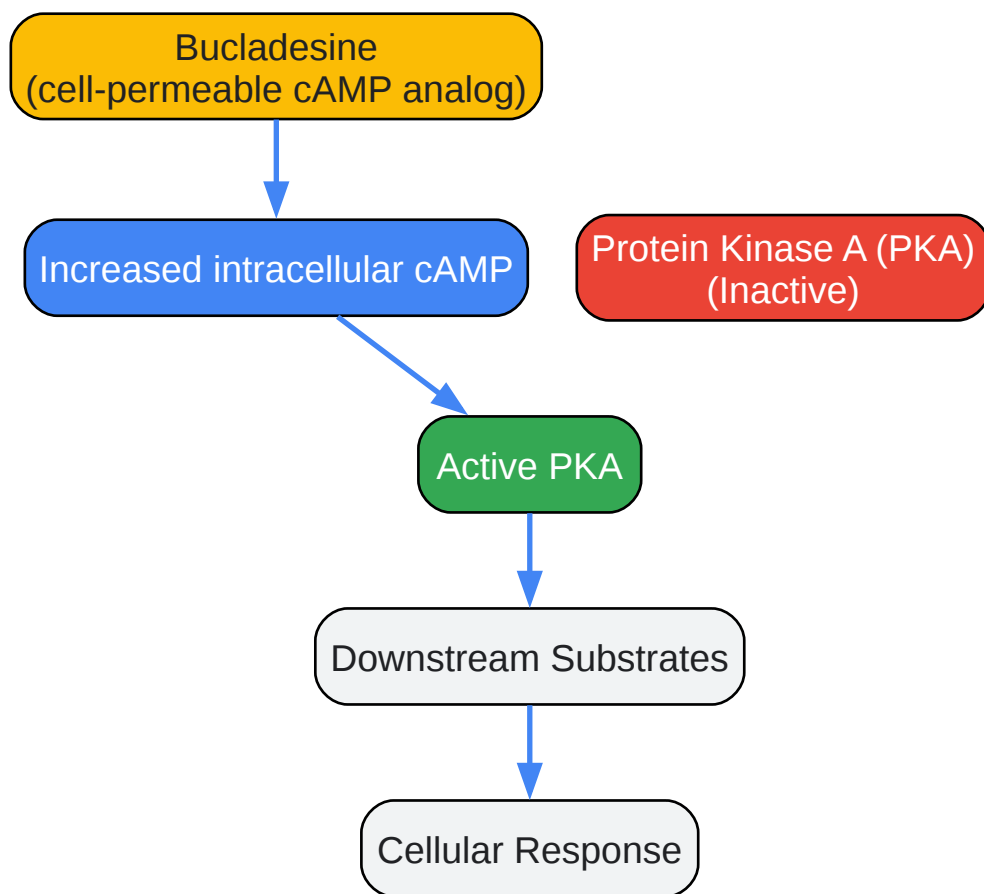 Bucladesine
(cell-permeable cAMP analog)
Increased intracellular cAMP
Protein Kinase A (PKA)
(Inactive)
Active PKA
Downstream Substrates
Cellular Response